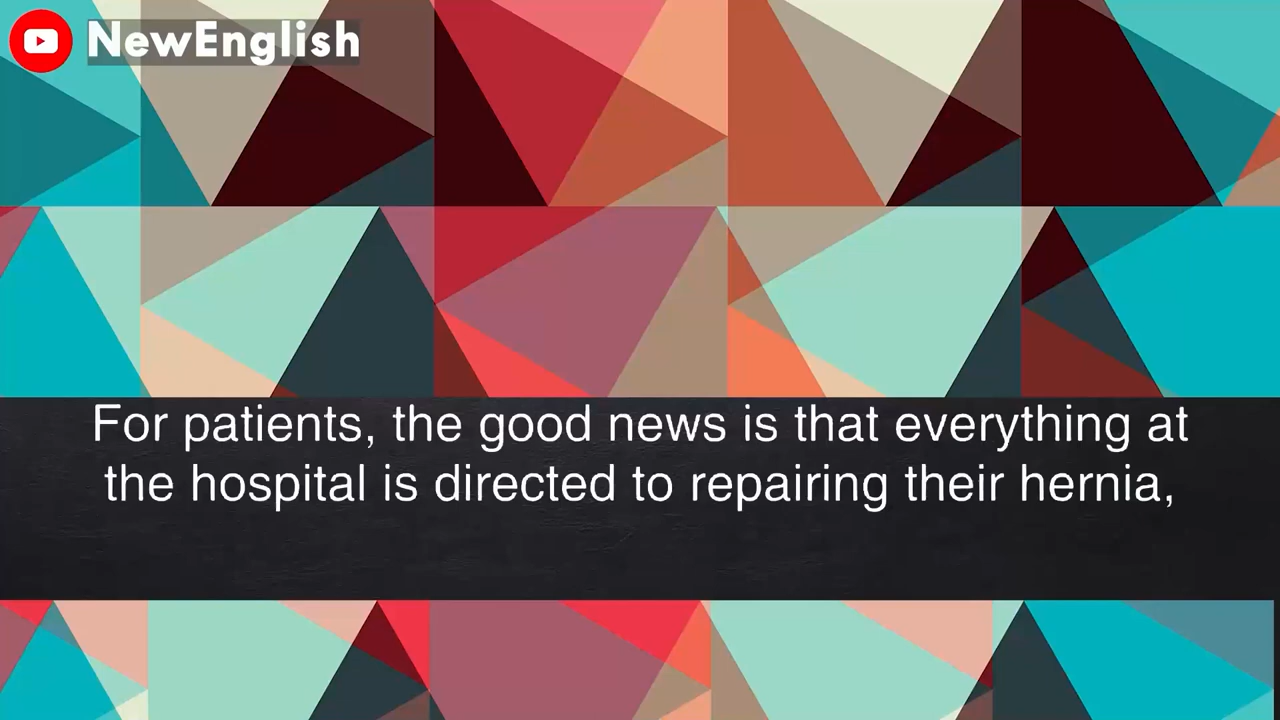 NewEnglish
For patients, the good news is that everything at
the hospital is directed to repairing their hernia,